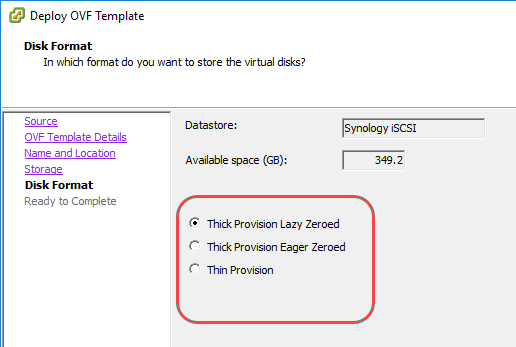 Deploy OVF Template
Disk Format
In which format do you want to store the virtual disks?
Source
OVF Template Details
Name and Location
Storage
Disk Format
Ready to Complete
Datastore:
Synology iSCSI
Available space (GB):
349.2
Thick Provision Lazy Zeroed
Thick Provision Eager Zeroed
Thin Provision